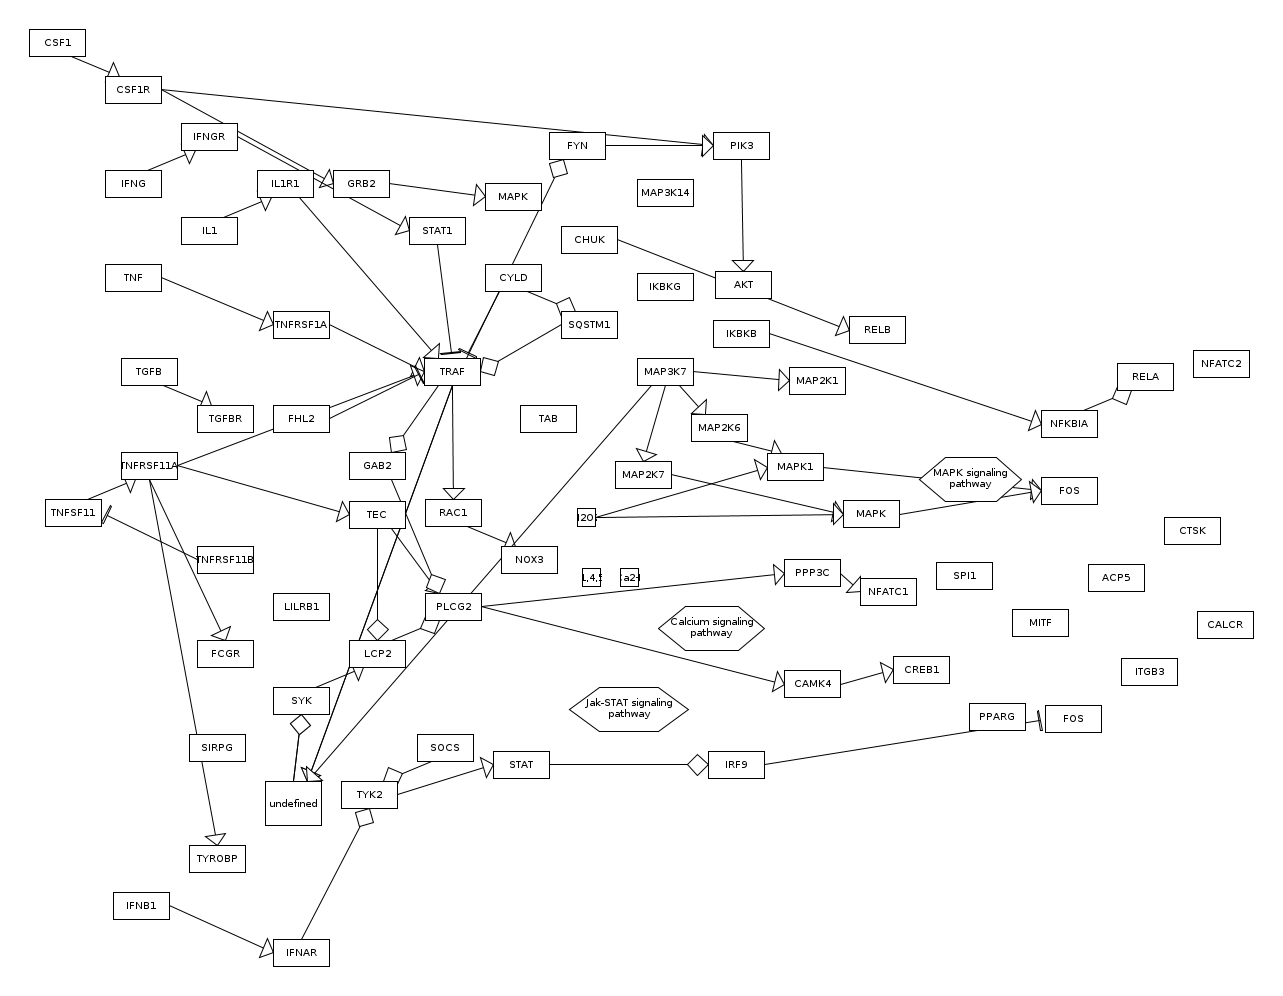 CSF1
CSF1R
IFNGR
FYN
PIK3
IFNG
IL1R1
GRB2
MAPK
MAP3K14
IL1
STAT1
CHUK
TNF
CYLD
IKBKG
AKT
TNFRSF1A
SQSTM1
IKBKB
RELB
TGFB
TRAF
MAP3K7
MAP2K1
RELA
NFATC2
TGFBR
FHL2
TAB
MAP2K6
NFKBIA
TNFRSF11A
GAB2
MAP2K7
MAPK1
MAPK signaling
pathway
FOS
TNFSF11
TEC
RAC1
MAPK
CTSK
TNFRSF11B
NOX3
PPP3C
NFATC1
SPI1
ACP5
LILRB1
PLCG2
Calcium signaling
pathway
MITF
CALCR
FCGR
LCP2
CAMK4
CREB1
ITGB3
SYK
Jak-STAT signaling
pathway
PPARG
FOS
SIRPG
SOCS
STAT
IRF9
undefined
TYK2
TYROBP
IFNB1
IFNAR